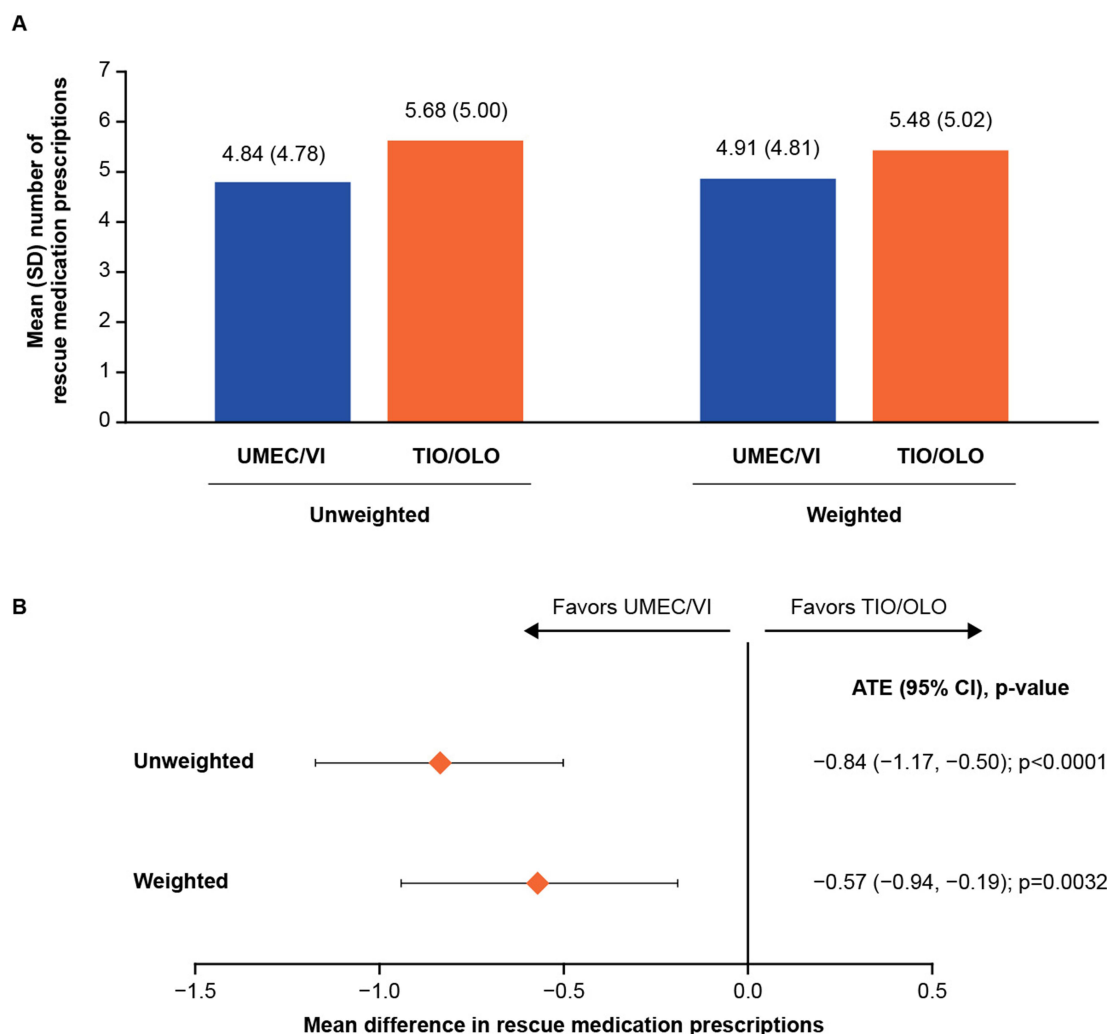 A
Mean (SD) number of
rescue medication prescriptions
7
6
5
4
3
2
1
0
4.84 (4.78)
5.68 (5.00)
4.91 (4.81)
5.48 (5.02)
UMEC/VI
TIO/OLO
UMEC/VI
TIO/OLO
Unweighted
Weighted
B
Favors UMEC/VI
Favors TIO/OLO
ATE (95% CI), p-value
Unweighted
−0.84 (−1.17, −0.50); p<0.0001
Weighted
−0.57 (−0.94, −0.19); p=0.0032
−1.5
−1.0
−0.5
0.0
0.5
Mean difference in rescue medication prescriptions